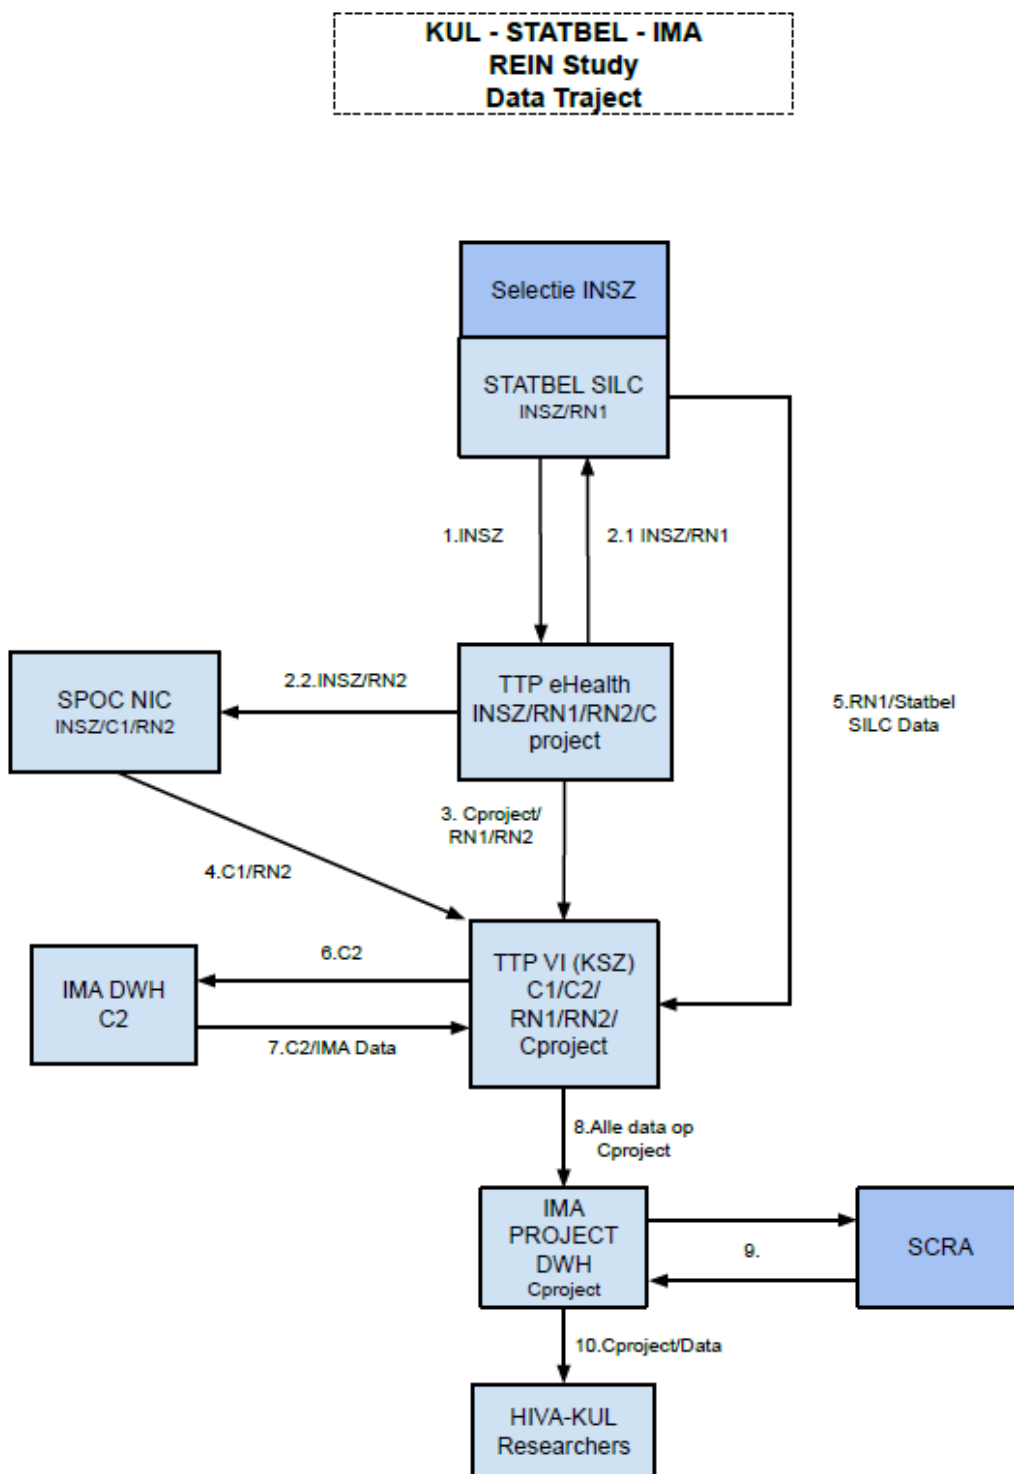 KUL - STATBEL - IMA
REIN Study
Data Traject
Selectie INSZ
STATBEL SILC
INSZ/RN1
1.INSZ
2.1 INSZ/RN1
SPOC NIC
INSZ/C1/RN2
2.2.INSZ/RN2
TTP eHealth
INSZ/RN1/RN2/C
project
5.RN1/Statbel
SILC Data
3. Cproject/
RN1/RN2
4.C1/RN2
IMA DWH
C2
6.C2
7.C2/IMA Data
TTP VI (KSZ)
C1/C2/
RN1/RN2/
Cproject
8.Alle data op
Cproject
IMA
PROJECT
DWH
Cproject
9.
SCRA
10.Cproject/Data
HIVA-KUL
Researchers